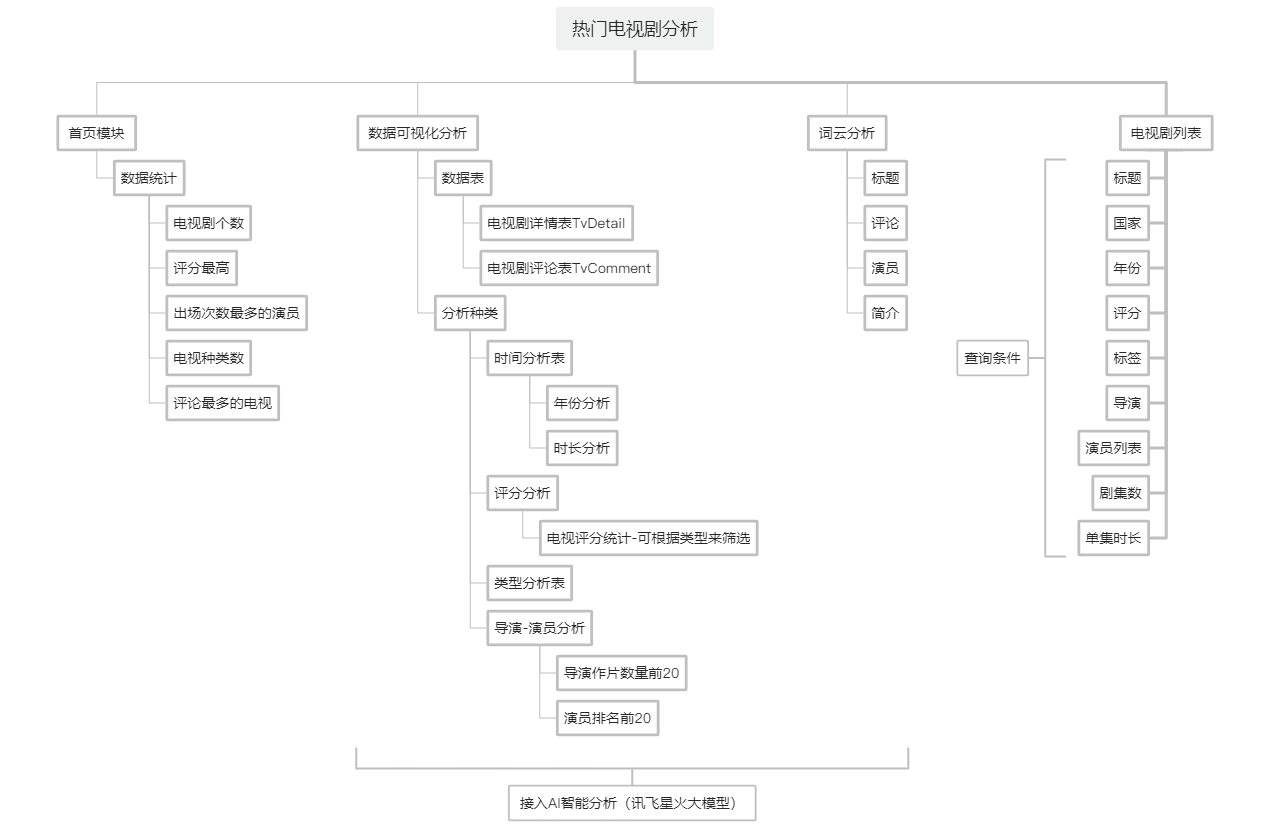 热门电视剧分析
首页模块
数据统计
电视剧个数
评分最高
出场次数最多的演员
电视种类数
评论最多的电视
数据可视化分析
数据表
电视剧详情表TvDetail
电视剧评论表TvComment
分析种类
时间分析表
年份分析
时长分析
评分分析
电视评分统计-可根据类型来筛选
类型分析表
导演-演员分析
导演作片数量前20
演员排名前20
词云分析
标题
评论
演员
简介
电视剧列表
查询条件
标题
国家
年份
评分
标签
导演
演员列表
剧集数
单集时长
接入AI智能分析（讯飞星火大模型）